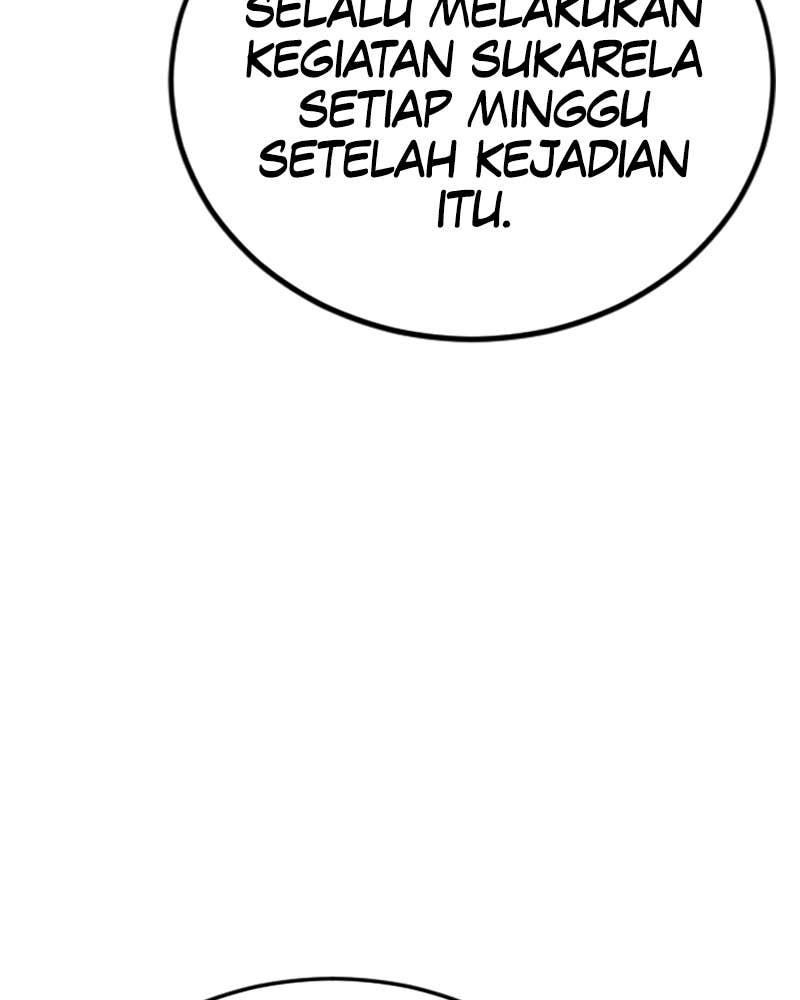 SELALU MELAKUKAN
KEGIATAN SUKARELA
SETIAP MINGGU
SETELAH KEJADIAN
ITU.